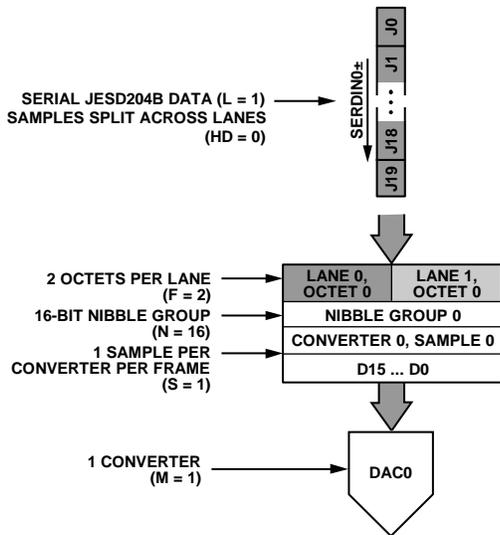 J0
J1
SERDIN0±
J18
J19
SERIAL JESD204B DATA (L = 1)
SAMPLES SPLIT ACROSS LANES
(HD = 0)
2 OCTETS PER LANE
(F = 2)
LANE 0,
OCTET 0
LANE 1,
OCTET 0
16-BIT NIBBLE GROUP
(N = 16)
NIBBLE GROUP 0
1 SAMPLE PER
CONVERTER PER FRAME
(S = 1)
CONVERTER 0, SAMPLE 0
D15 ... D0
1 CONVERTER
(M = 1)
DAC0